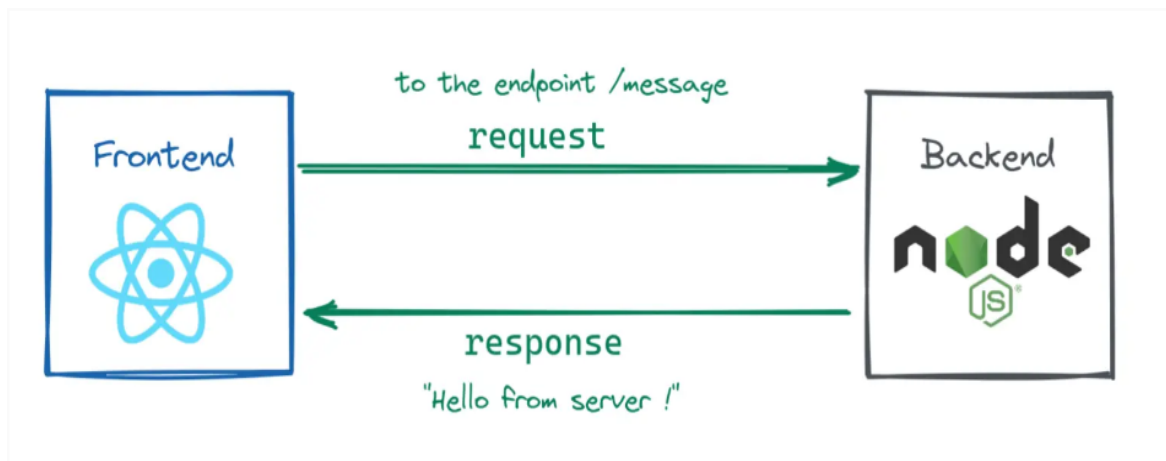 to the endpoint /message
request
Frontend
Backend
node
JS
response
"Hello from server !"